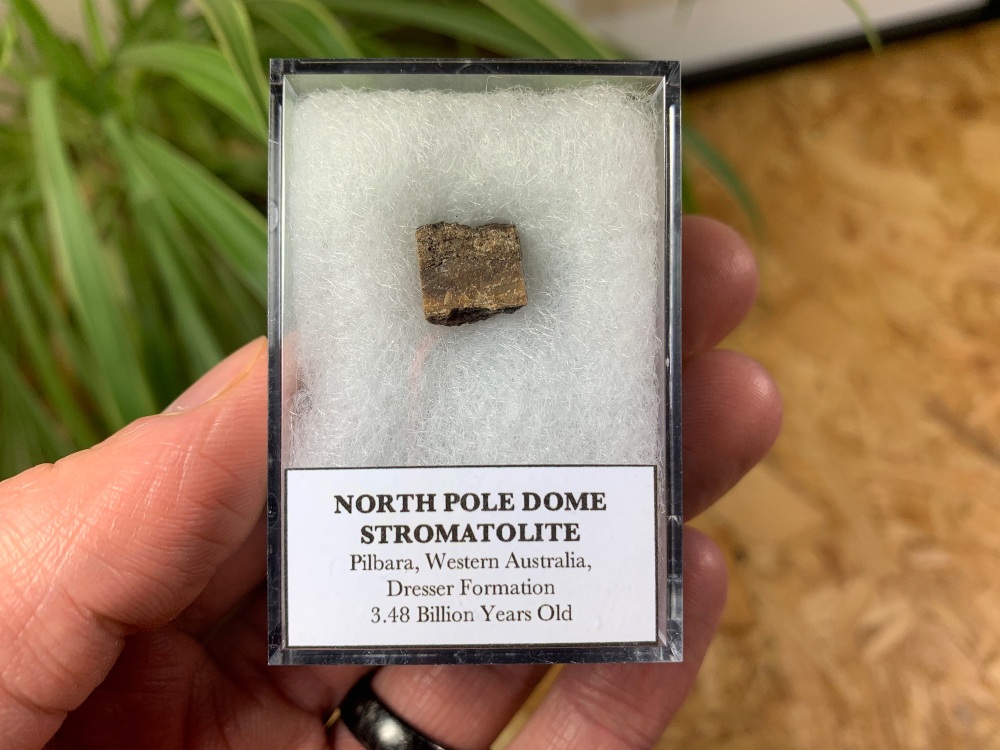 NORTH POLE DOME
STROMATOLITE
Pilbara, Western Australia,
Dresser Formation
3.48 Billion Years Old